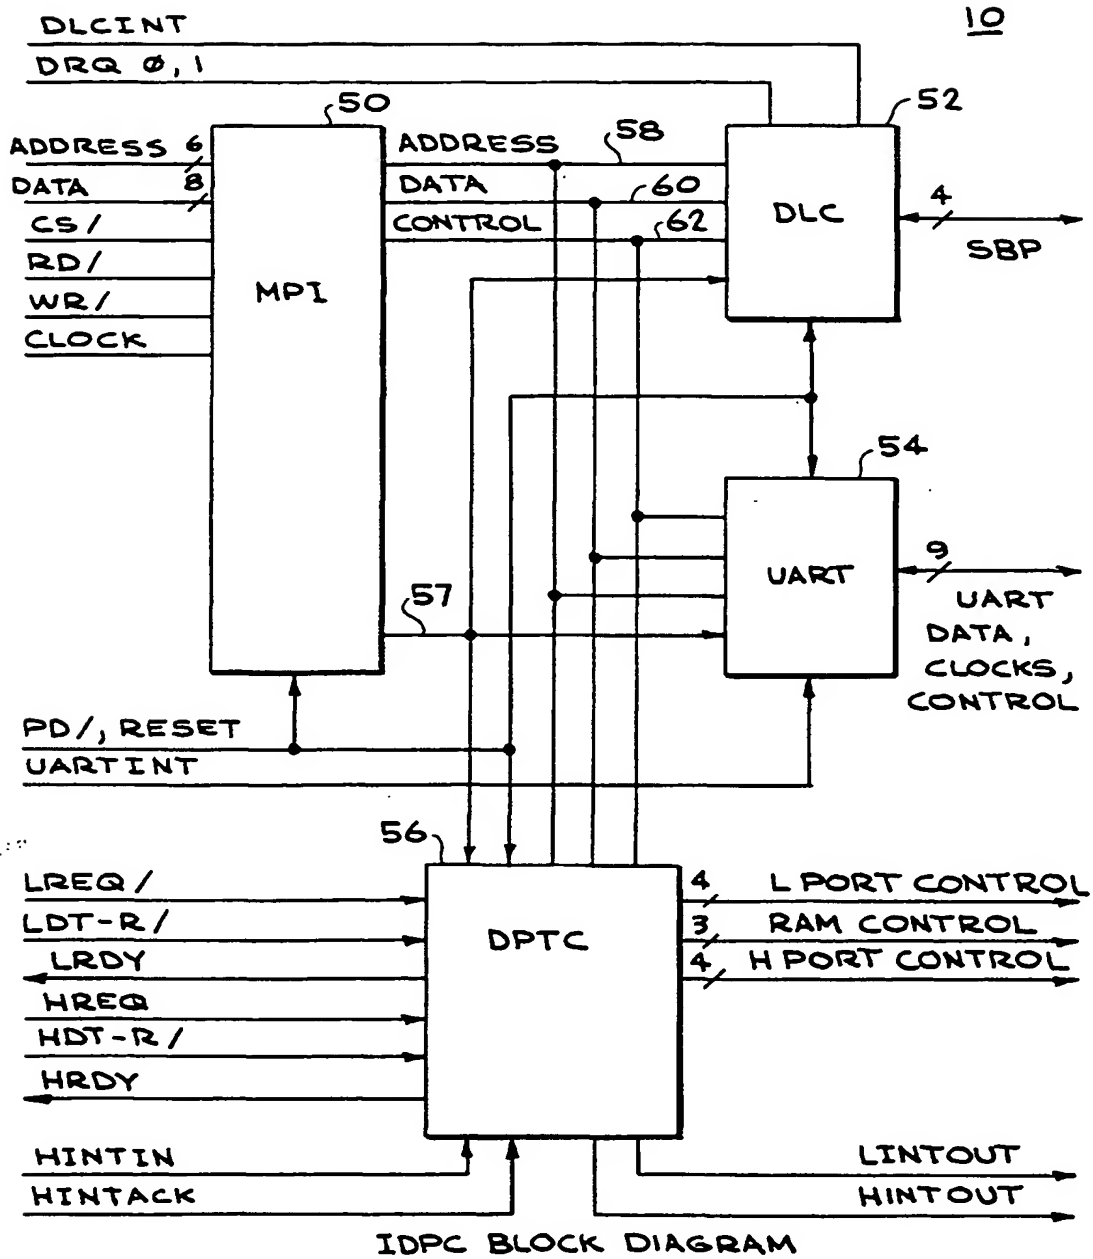 10
DLCINT
DRQ Ø, 1
50
52
ADDRESS 6
DATA 8
CS/
RD/
WR/
CLOCK
MPI
ADDRESS 58
DATA 60
CONTROL 62
DLC
4
SBP
54
UART
9
UART
DATA,
CLOCKS,
CONTROL
57
PD/, RESET
UARTINT
56
LREQ/
LDT-R/
LRDY
HREQ
HDT-R/
HRDY
DPTC
4 L PORT CONTROL
3 RAM CONTROL
4 H PORT CONTROL
HINTIN
HINTACK
LINTOUT
HINTOUT
IDPC BLOCK DIAGRAM